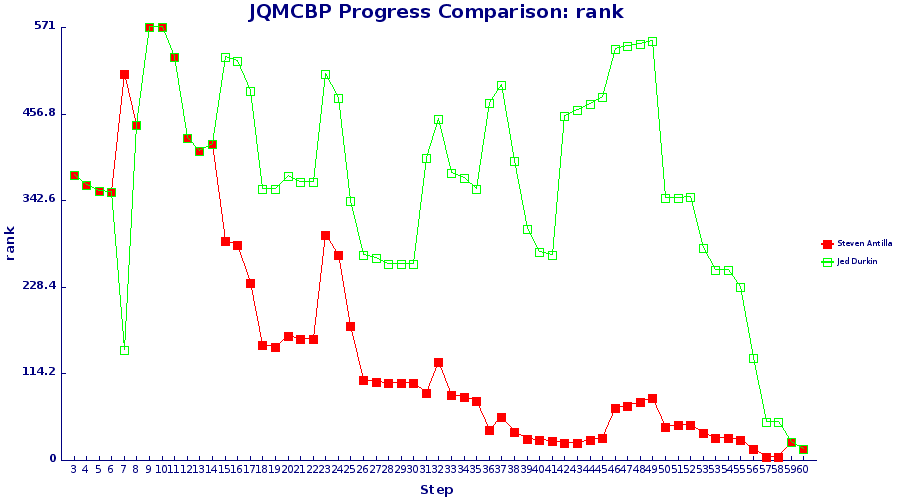 JQMCBP Progress Comparison: rank
571
456.8
342.6
228.4
114.2
0
rank
3 4 5 6 7 8 9 10 11 12 13 14 15 16 17 18 19 20 21 22 23 24 25 26 27 28 29 30 31 32 33 34 35 36 37 38 39 40 41 42 43 44 45 46 47 48 49 50 51 52 53 54 55 56 57 58 59 60
Step
Steven Antilla
Jed Durkin